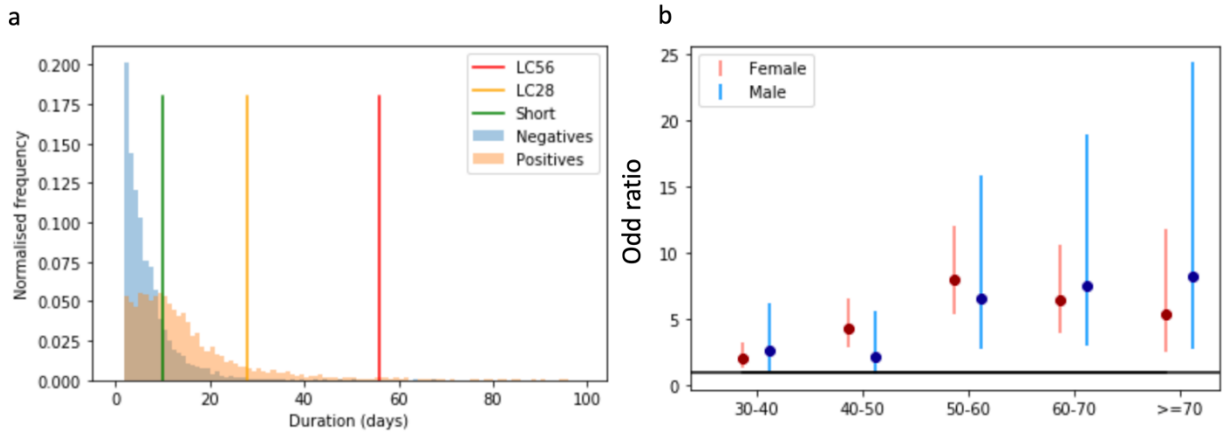 a
0.200
0.175
0.150
0.125
0.100
0.075
0.050
0.025
0.000
Normalised frequency
LC56
LC28
Short
Negatives
Positives
0 20 40 60 80 100
Duration (days)
b
25
20
15
10
5
0
Odd ratio
Female
Male
30-40 40-50 50-60 60-70 >=70